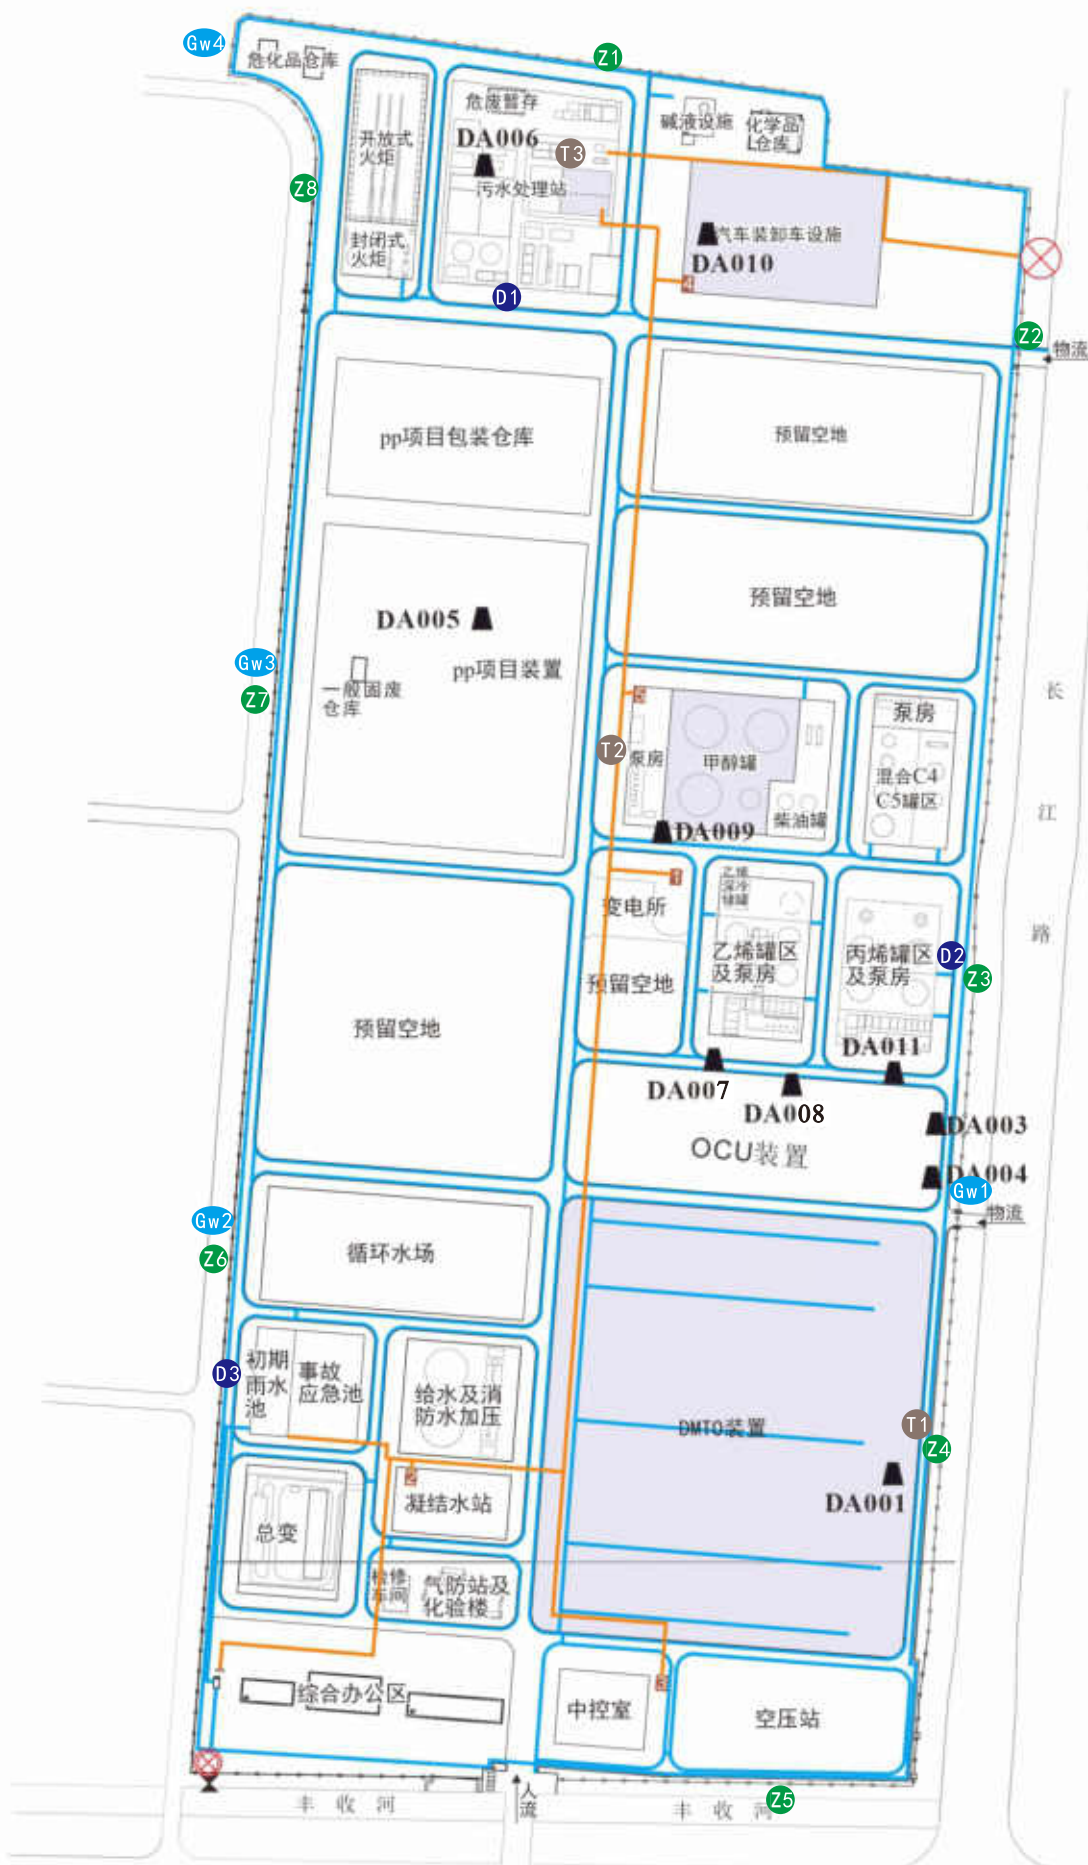 Gw4
危化品仓库
Z1
危废暂存
DA006
T3
碱液设施
化学品
仓库
开放式
火炬
污水处理站
Z8
封闭式
火炬
汽车装卸车设施
DA010
D1
Z2
物流
pp项目包装仓库
预留空地
预留空地
DA005
pp项目装置
Gw3
Z7
一般固废
仓库
长
江
路
泵房
T2
泵房
甲醇罐
混合C4
C5罐区
柴油罐
DA009
乙烯
深冷
储罐
变电所
乙烯罐区
及泵房
丙烯罐区
及泵房
D2
Z3
预留空地
预留空地
DA011
DA007
DA008
DA003
OCU装置
DA004
Gw1
物流
Gw2
Z6
循环水场
D3
初期
雨水
池
事故
应急池
给水及消
防水加压
T1
Z4
DMTO装置
DA001
凝结水站
总变
检修
车间
气防站及
化验楼
综合办公区
中控室
空压站
Z5
丰收河
人流
丰收河